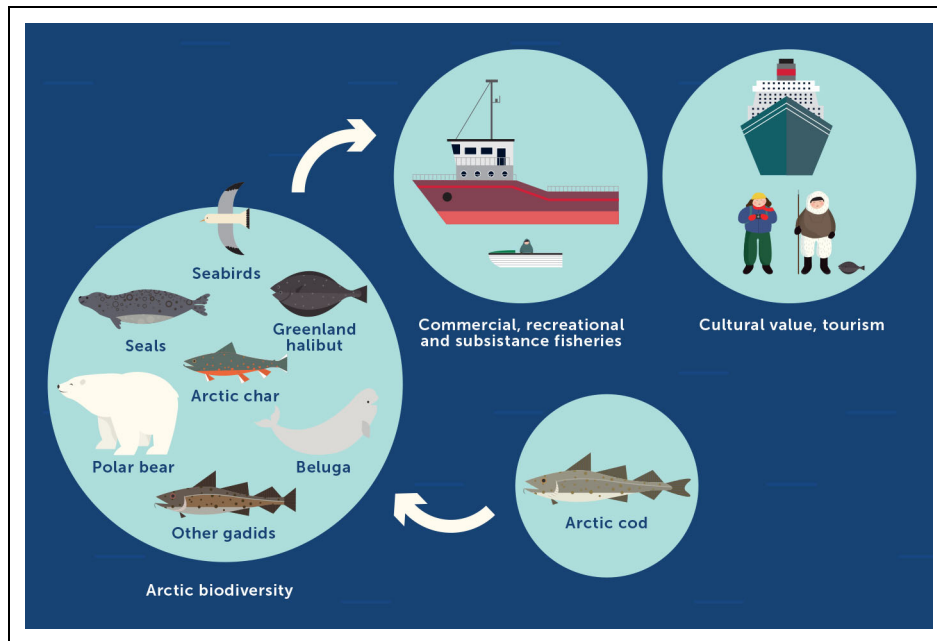 Seabirds
Seals
Greenland
halibut
Arctic char
Polar bear
Beluga
Other gadids
Arctic biodiversity
Commercial, recreational
and subsistance fisheries
Cultural value, tourism
Arctic cod